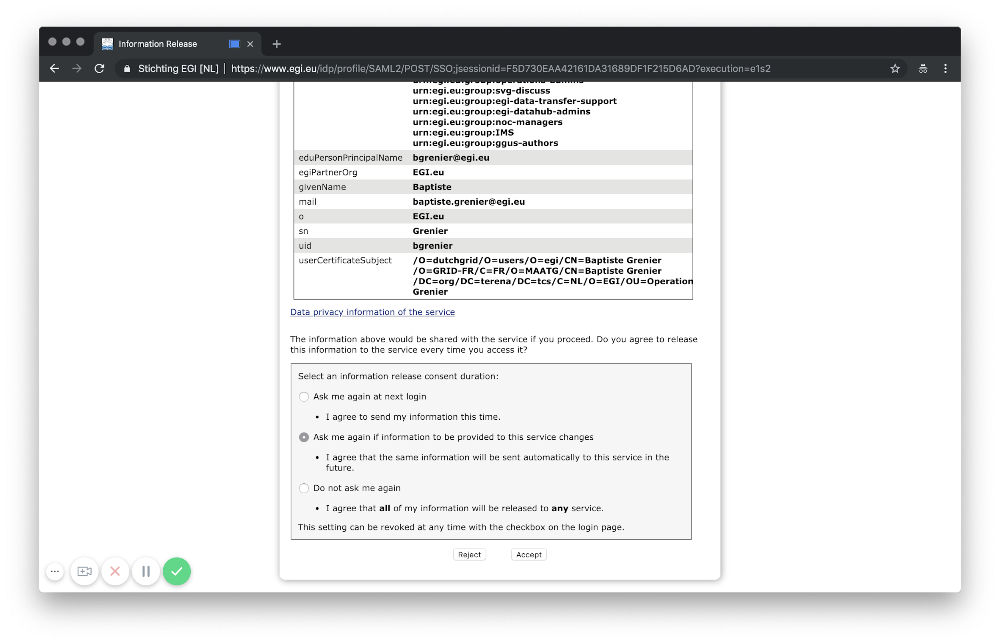 Information Release
Stichting EGI [NL] | https://www.egi.eu/idp/profile/SAML2/POST/SSO;jsessionid=F5D730EAA42161DA31689DF1F215D6AD?execution=e1s2
urn:egi.eu:group:operations-admins
urn:egi.eu:group:svg-discuss
urn:egi.eu:group:egi-data-transfer-support
urn:egi.eu:group:egi-datahub-admins
urn:egi.eu:group:noc-managers
urn:egi.eu:group:IMS
urn:egi.eu:group:ggus-authors
eduPersonPrincipalName bgrenier@egi.eu
egiPartnerOrg EGI.eu
givenName Baptiste
mail baptiste.grenier@egi.eu
o EGI.eu
sn Grenier
uid bgrenier
userCertificateSubject /O=dutchgrid/O=users/O=egi/CN=Baptiste Grenier
/O=GRID-FR/C=FR/O=MAATG/CN=Baptiste Grenier
/DC=org/DC=terena/DC=tcs/C=NL/O=EGI/OU=Operation
Grenier
Data privacy information of the service
The information above would be shared with the service if you proceed. Do you agree to release
this information to the service every time you access it?
Select an information release consent duration:
Ask me again at next login
• I agree to send my information this time.
Ask me again if information to be provided to this service changes
• I agree that the same information will be sent automatically to this service in the
future.
Do not ask me again
• I agree that all of my information will be released to any service.
This setting can be revoked at any time with the checkbox on the login page.
Reject Accept